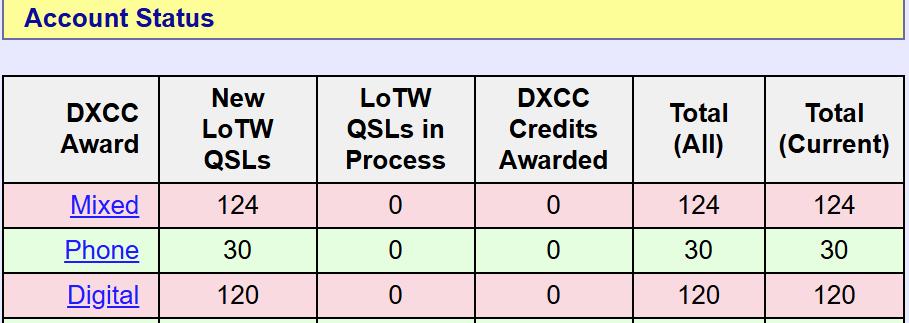 Account Status
DXCC Award New LoTW QSLs LoTW QSLs in Process DXCC Credits Awarded Total (All) Total (Current)
Mixed 124 0 0 124 124
Phone 30 0 0 30 30
Digital 120 0 0 120 120